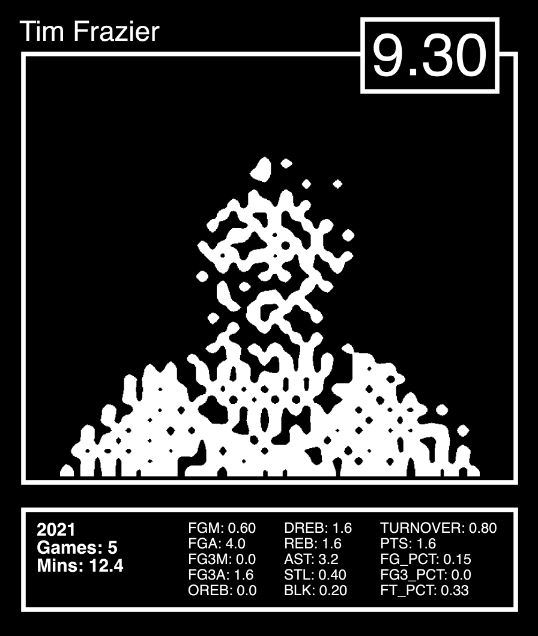 Tim Frazier
9.30
2021
Games: 5
Mins: 12.4
FGM: 0.60
FGA: 4.0
FG3M: 0.0
FG3A: 1.6
OREB: 0.0
DREB: 1.6
REB: 1.6
AST: 3.2
STL: 0.40
BLK: 0.20
TURNOVER: 0.80
PTS: 1.6
FG_PCT: 0.15
FG3_PCT: 0.0
FT_PCT: 0.33